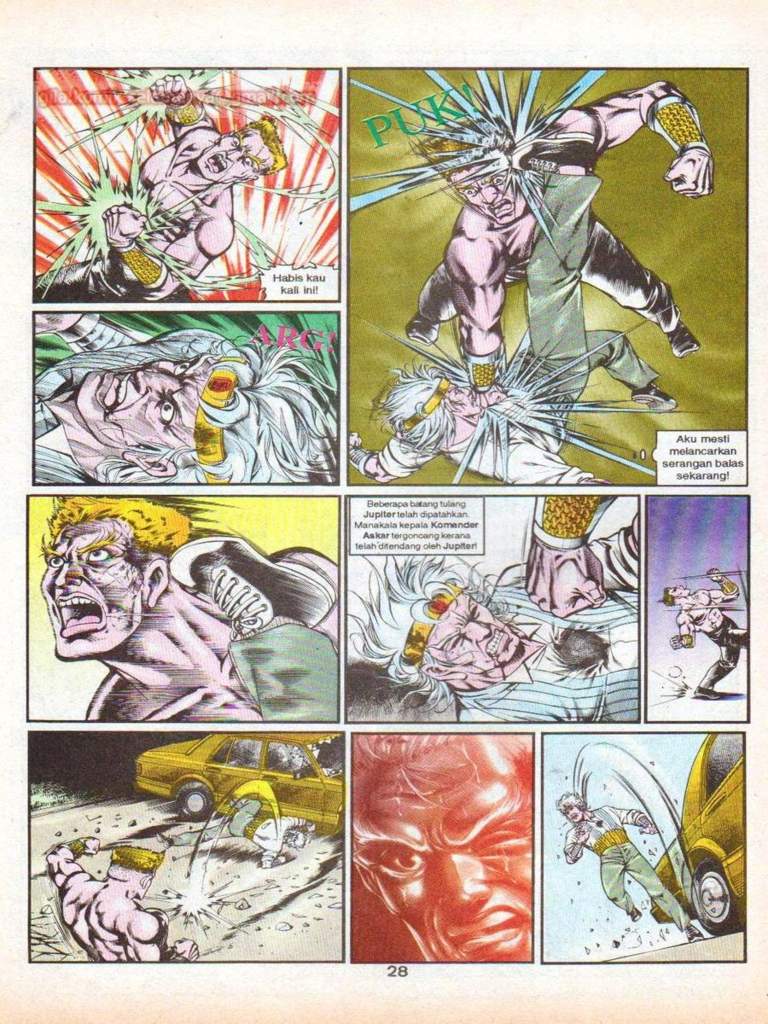 Habis kau
kali ini!
PUK!
ARG!
Aku mesti
melancarkan
serangan balas
sekarang!
Beberapa batang tulang
Jupiter telah dipatahkan.
Manakala kepala Komender
Askar tergoncang kerana
telah ditendang oleh Jupiter!
28